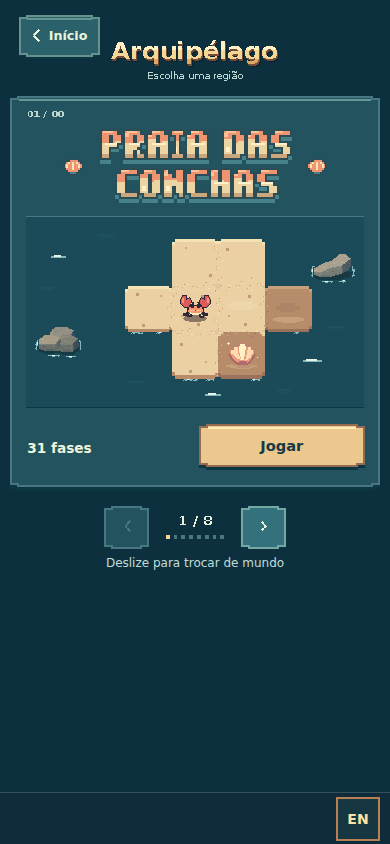 Início
Arquipélago
Escolha uma região
01 / 00
PRAIA DAS
CONCHAS
31 fases
Jogar
1 / 8
Deslize para trocar de mundo
EN